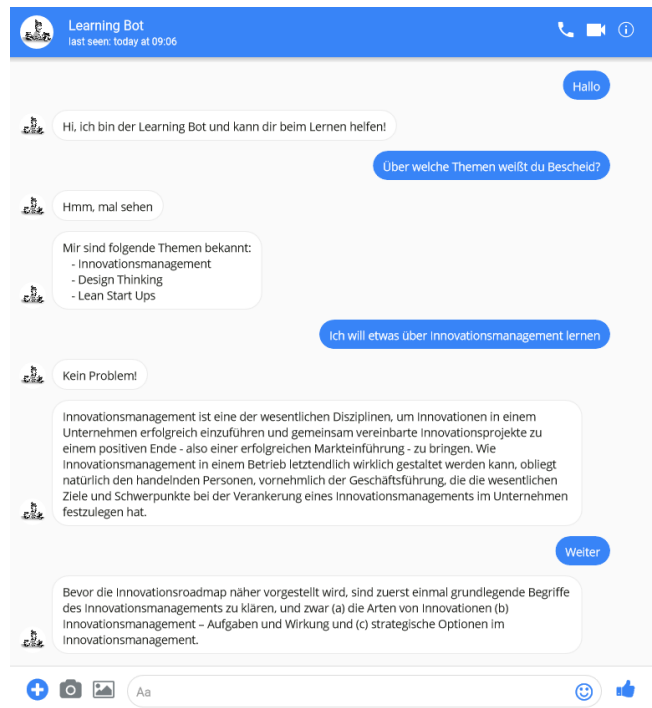 Learning Bot
last seen: today at 09:06
Hallo
Hi, ich bin der Learning Bot und kann dir beim Lernen helfen!
Über welche Themen weißt du Bescheid?
Hmm, mal sehen
Mir sind folgende Themen bekannt:
- Innovationsmanagement
- Design Thinking
- Lean Start Ups
Ich will etwas über Innovationsmanagement lernen
Kein Problem!
Innovationsmanagement ist eine der wesentlichen Disziplinen, um Innovationen in einem
Unternehmen erfolgreich einzuführen und gemeinsam vereinbarte Innovationsprojekte zu
einem positiven Ende - also einer erfolgreichen Markteinführung - zu bringen. Wie
Innovationsmanagement in einem Betrieb letztendlich wirklich gestaltet werden kann, obliegt
natürlich den handelnden Personen, vornehmlich der Geschäftsführung, die die wesentlichen
Ziele und Schwerpunkte bei der Verankerung eines Innovationsmanagements im Unternehmen
festzulegen hat.
Weiter
Bevor die Innovationsroadmap näher vorgestellt wird, sind zuerst einmal grundlegende Begriffe
des Innovationsmanagements zu klären, und zwar (a) die Arten von Innovationen (b)
Innovationsmanagement – Aufgaben und Wirkung und (c) strategische Optionen im
Innovationsmanagement.
Aa